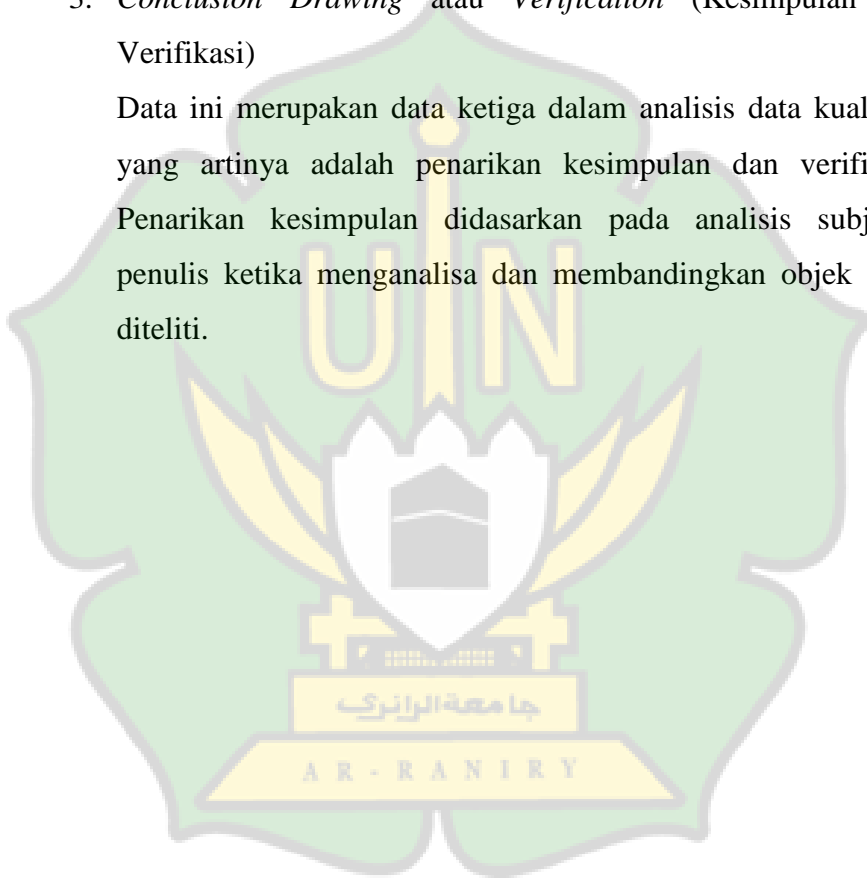 Conclusion Drawing atau Verification (Kesimpulan
Verifikasi)
Data ini merupakan data ketiga dalam analisis data kual
yang artinya adalah penarikan kesimpulan dan verifi
Penarikan kesimpulan didasarkan pada analisis subj
penulis ketika menganalisa dan membandingkan objek
diteliti.
UIN
جامعة الرانري
AR-RANIRY